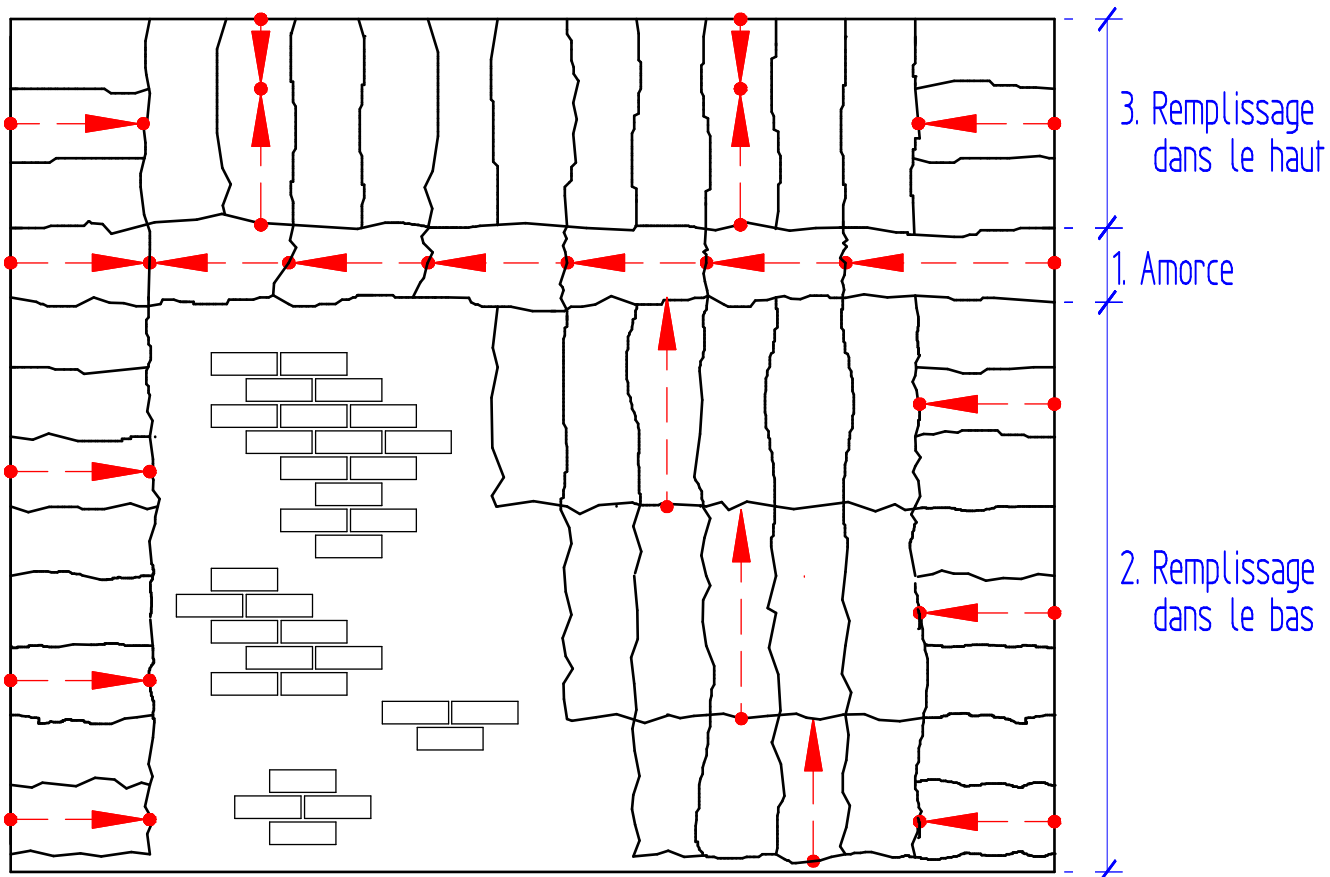 3. Remplissage
dans le haut
1. Amorce
2. Remplissage
dans le bas